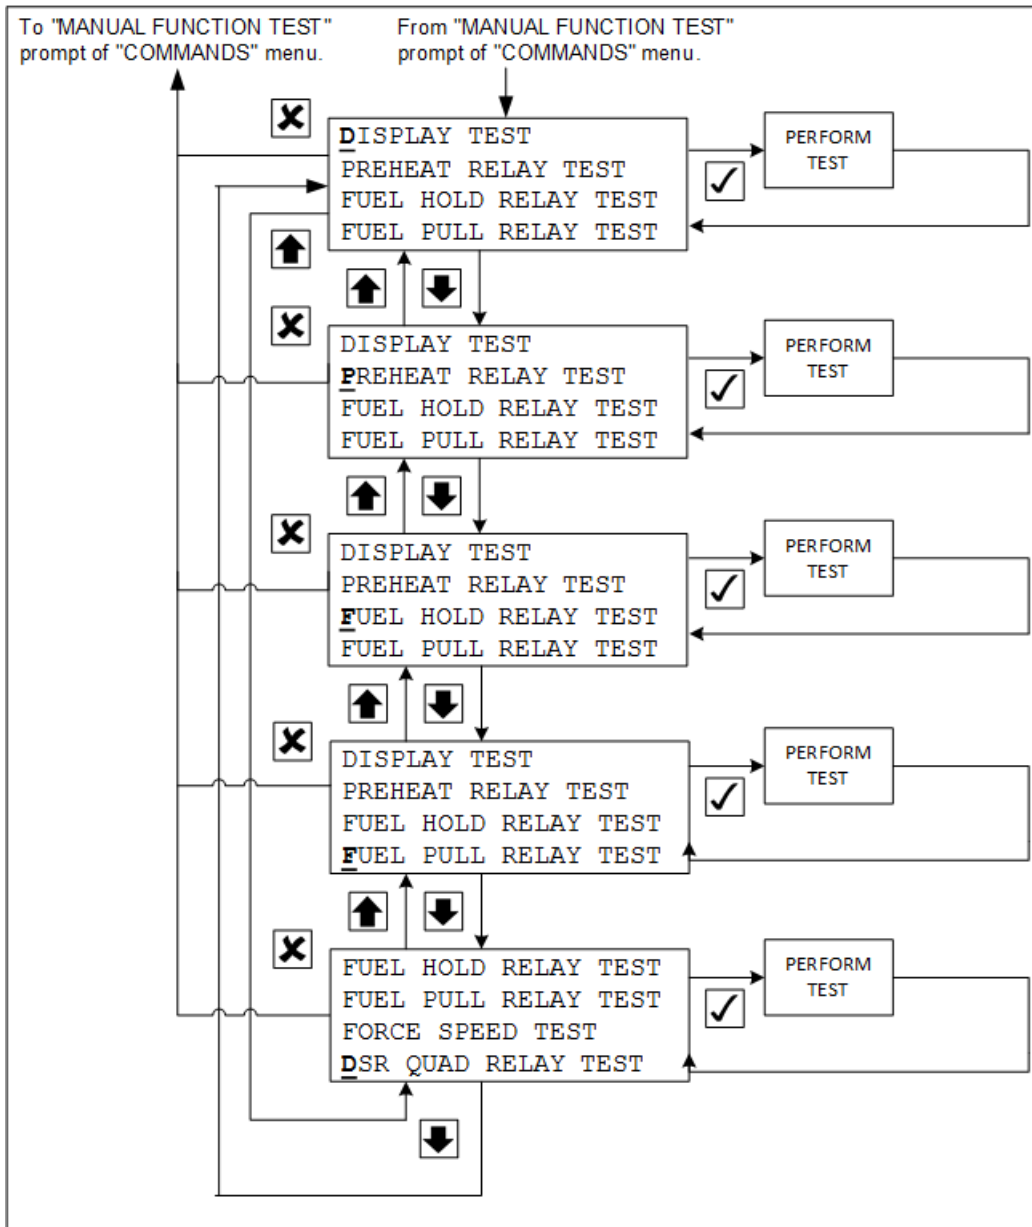 To "MANUAL FUNCTION TEST"
prompt of "COMMANDS" menu.
From "MANUAL FUNCTION TEST"
prompt of "COMMANDS" menu.
DISPLAY TEST
PREHEAT RELAY TEST
FUEL HOLD RELAY TEST
FUEL PULL RELAY TEST
PERFORM
TEST
DISPLAY TEST
PREHEAT RELAY TEST
FUEL HOLD RELAY TEST
FUEL PULL RELAY TEST
PERFORM
TEST
DISPLAY TEST
PREHEAT RELAY TEST
FUEL HOLD RELAY TEST
FUEL PULL RELAY TEST
PERFORM
TEST
DISPLAY TEST
PREHEAT RELAY TEST
FUEL HOLD RELAY TEST
FUEL PULL RELAY TEST
PERFORM
TEST
FUEL HOLD RELAY TEST
FUEL PULL RELAY TEST
FORCE SPEED TEST
DSR QUAD RELAY TEST
PERFORM
TEST